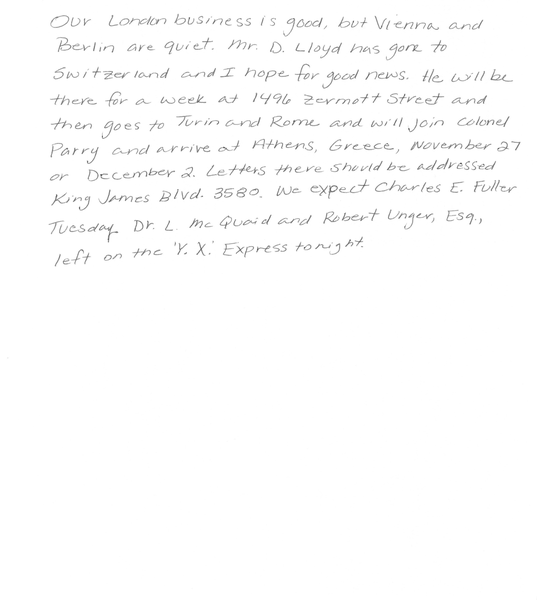 Our London business is good, but Vienna and
Berlin are quiet. Mr. D. Lloyd has gone to
Switzerland and I hope for good news. He will be
there for a week at 1496 Zermott Street and
then goes to Turin and Rome and will join Colonel
Parry and arrive at Athens, Greece, November 27
or December 2. Letters there should be addressed
King James Blvd. 3580. We expect Charles E. Fuller
Tuesday. Dr. L. Mc Quaid and Robert Unger, Esq.,
left on the 'Y. X.' Express tonight.